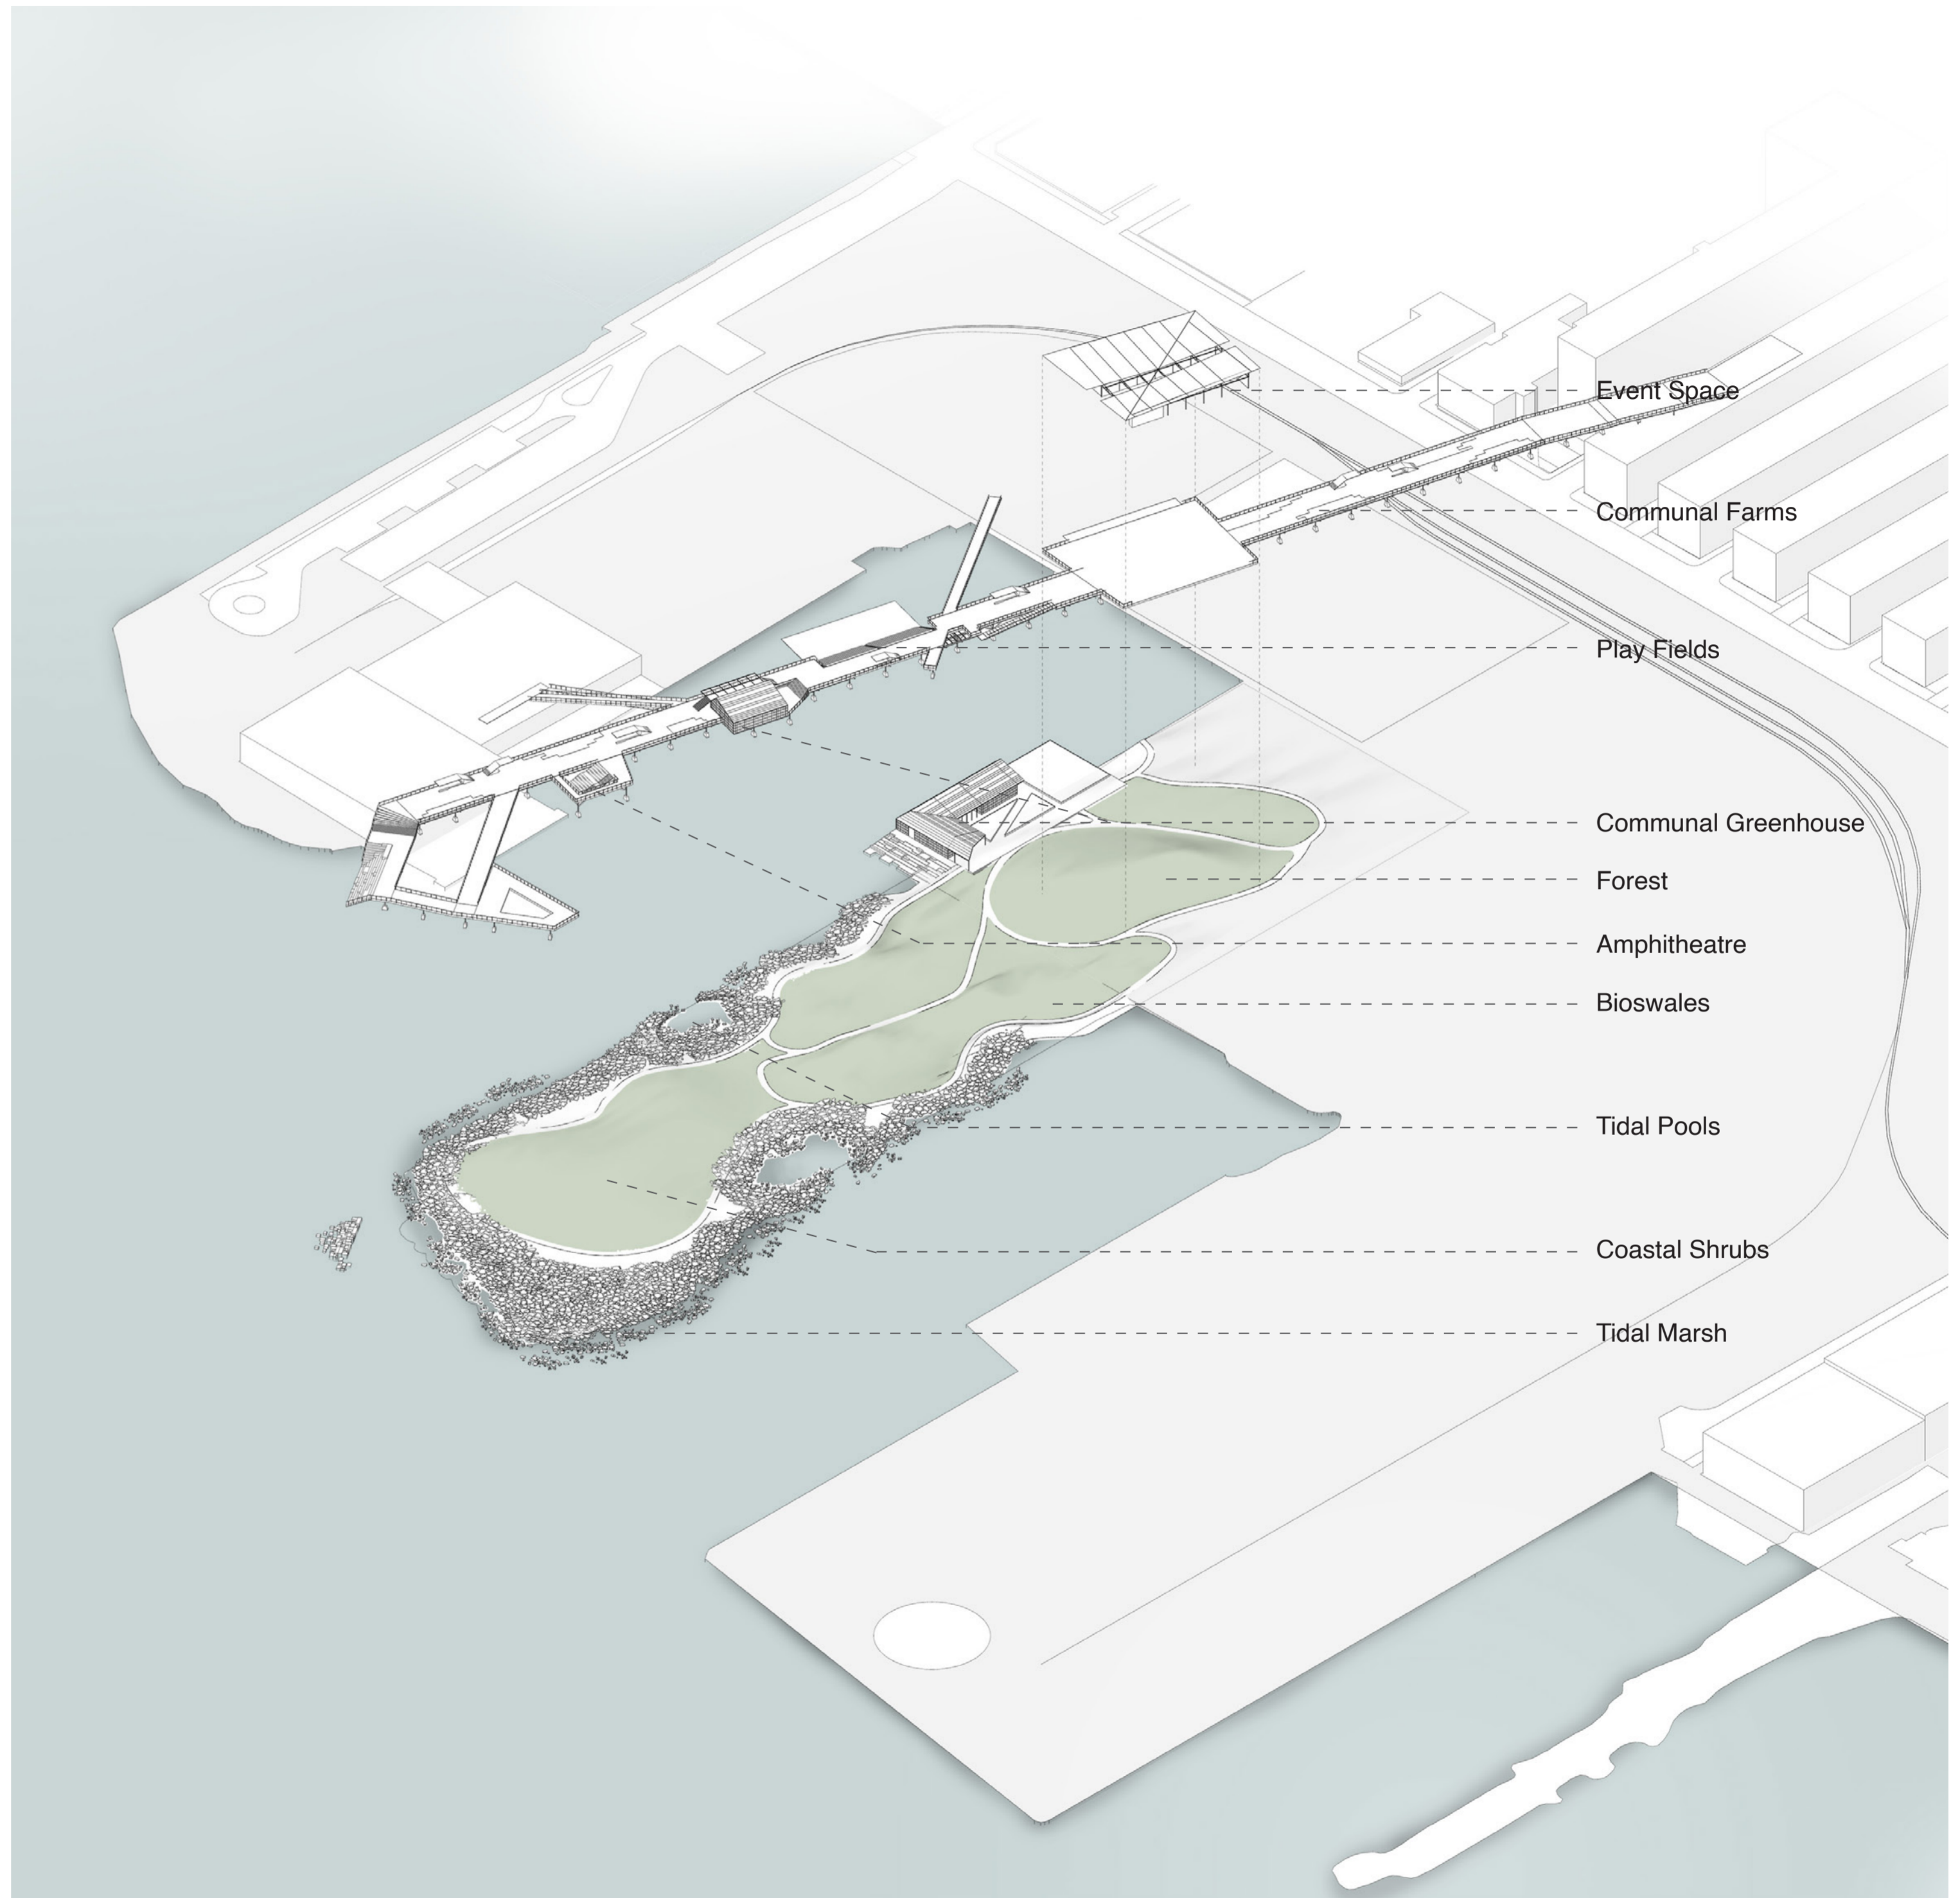 Event Space
Communal Farms
Play Fields
Communal Greenhouse
Forest
Amphitheatre
Bioswales
Tidal Pools
Coastal Shrubs
Tidal Marsh